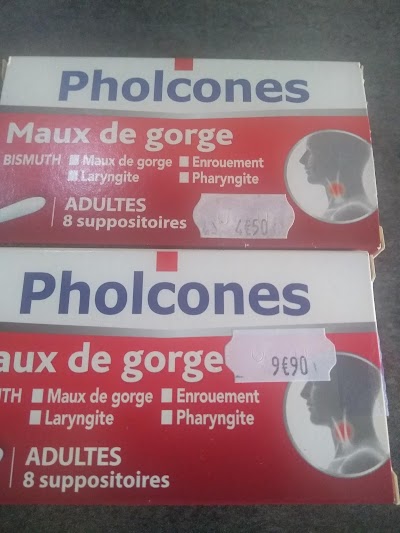 Pholcones
Maux de gorge
BISMUTH ■ Maux de gorge ■ Enrouement
■ Laryngite ■ Pharyngite
ADULTES
8 suppositoires
4€50
Pholcones
aux de gorge
9€90
UTH ■ Maux de gorge ■ Enrouement
■ Laryngite ■ Pharyngite
ADULTES
8 suppositoires